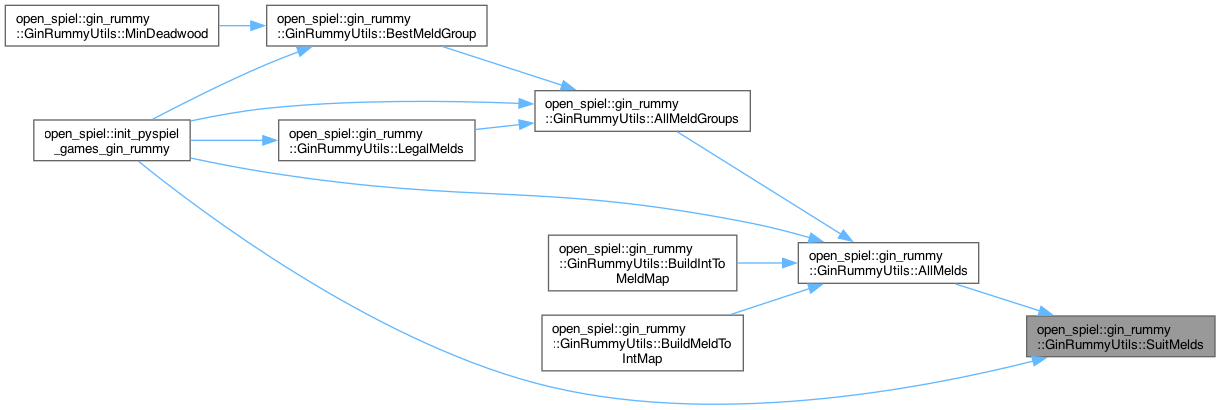 open_spiel::gin_rummy
::GinRummyUtils::MinDeadwood
open_spiel::gin_rummy
::GinRummyUtils::BestMeldGroup
open_spiel::gin_rummy
::GinRummyUtils::AllMeldGroups
open_spiel::init_pyspiel
_games_gin_rummy
open_spiel::gin_rummy
::GinRummyUtils::LegalMelds
open_spiel::gin_rummy
::GinRummyUtils::BuildIntTo
MeldMap
open_spiel::gin_rummy
::GinRummyUtils::AllMelds
open_spiel::gin_rummy
::GinRummyUtils::BuildMeldTo
IntMap
open_spiel::gin_rummy
::GinRummyUtils::SuitMelds